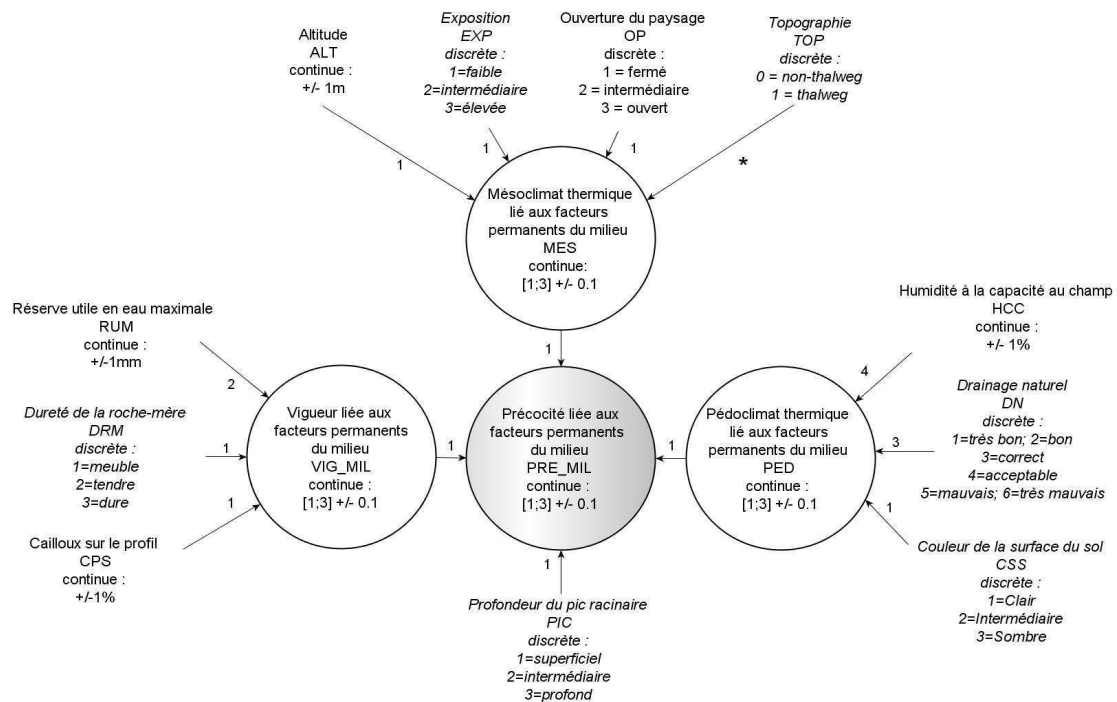 Altitude
ALT
continue :
+/- 1m
Exposition
EXP
discrète :
1=faible
2=intermédiaire
3=élevée
Ouverture du paysage
OP
discrète :
1 = fermé
2 = intermédiaire
3 = ouvert
Topographie
TOP
discrète :
0 = non-thalweg
1 = thalweg
1
1
1
*
Mésoclimat thermique
lié aux facteurs
permanents du milieu
MES
continue:
[1;3] +/- 0.1
1
Réserve utile en eau maximale
RUM
continue :
+/-1mm
2
Dureté de la roche-mère
DRM
discrète :
1=meuble
2=tendre
3=dure
1
Cailloux sur le profil
CPS
continue :
+/-1%
1
Vigueur liée aux
facteurs permanents
du milieu
VIG_MIL
continue :
[1;3] +/- 0.1
1
Précocité liée aux
facteurs permanents
du milieu
PRE_MIL
continue :
[1;3] +/- 0.1
1
Pédoclimat thermique
lié aux facteurs
permanents du milieu
PED
continue :
[1;3] +/- 0.1
Humidité à la capacité au champ
HCC
continue :
+/- 1%
4
Drainage naturel
DN
discrète :
1=très bon; 2=bon
3=correct
4=acceptable
5=mauvais; 6=très mauvais
3
1
Couleur de la surface du sol
CSS
discrète :
1=Clair
2=Intermédiaire
3=Sombre
1
Profondeur du pic racinaire
PIC
discrète :
1=superficiel
2=intermédiaire
3=profond